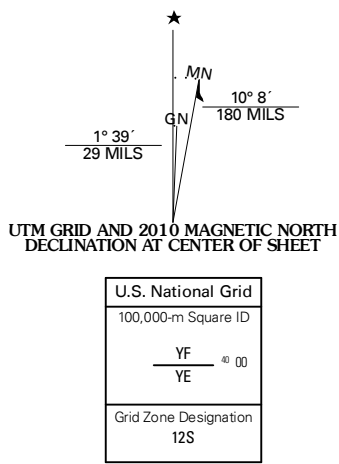 ★
MN
GN
10° 8´
180 MILS
1° 39´
29 MILS
UTM GRID AND 2010 MAGNETIC NORTH
DECLINATION AT CENTER OF SHEET
U.S. National Grid
100,000-m Square ID
YF
YE
40 00
Grid Zone Designation
12S